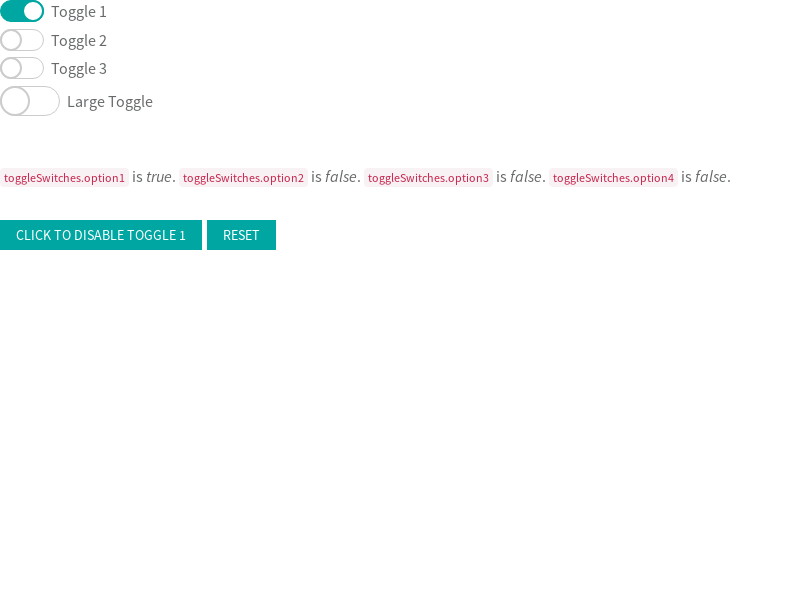 Toggle 1
Toggle 2
Toggle 3
Large Toggle
toggleSwitches.option1 is true. toggleSwitches.option2 is false. toggleSwitches.option3 is false. toggleSwitches.option4 is false.
CLICK TO DISABLE TOGGLE 1 RESET